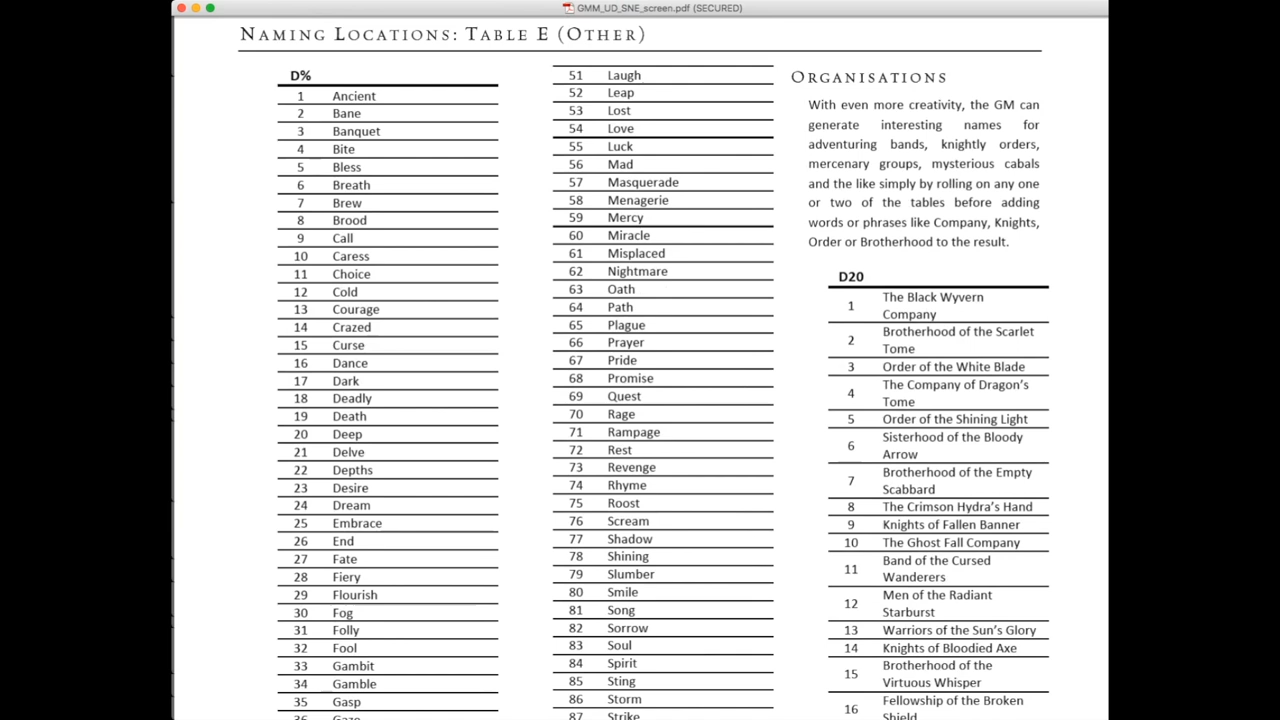 GMM_UD_SNE_screen.pdf (SECURED)
Naming Locations: Table E (Other)
D%
1 Ancient
2 Bane
3 Banquet
4 Bite
5 Bless
6 Breath
7 Brew
8 Brood
9 Call
10 Caress
11 Choice
12 Cold
13 Courage
14 Crazed
15 Curse
16 Dance
17 Dark
18 Deadly
19 Death
20 Deep
21 Delve
22 Depths
23 Desire
24 Dream
25 Embrace
26 End
27 Fate
28 Fiery
29 Flourish
30 Fog
31 Folly
32 Fool
33 Gambit
34 Gamble
35 Gasp
36 Gaze
51 Laugh
52 Leap
53 Lost
54 Love
55 Luck
56 Mad
57 Masquerade
58 Menagerie
59 Mercy
60 Miracle
61 Misplaced
62 Nightmare
63 Oath
64 Path
65 Plague
66 Prayer
67 Pride
68 Promise
69 Quest
70 Rage
71 Rampage
72 Rest
73 Revenge
74 Rhyme
75 Roost
76 Scream
77 Shadow
78 Shining
79 Slumber
80 Smile
81 Song
82 Sorrow
83 Soul
84 Spirit
85 Sting
86 Storm
87 Strike
Organisations
With even more creativity, the GM can
generate interesting names for
adventuring bands, knightly orders,
mercenary groups, mysterious cabals
and the like simply by rolling on any one
or two of the tables before adding
words or phrases like Company, Knights,
Order or Brotherhood to the result.
D20
1 The Black Wyvern
Company
2 Brotherhood of the Scarlet
Tome
3 Order of the White Blade
4 The Company of Dragon's
Tome
5 Order of the Shining Light
6 Sisterhood of the Bloody
Arrow
7 Brotherhood of the Empty
Scabbard
8 The Crimson Hydra's Hand
9 Knights of Fallen Banner
10 The Ghost Fall Company
11 Band of the Cursed
Wanderers
12 Men of the Radiant
Starburst
13 Warriors of the Sun's Glory
14 Knights of Bloodied Axe
15 Brotherhood of the
Virtuous Whisper
16 Fellowship of the Broken
Shield